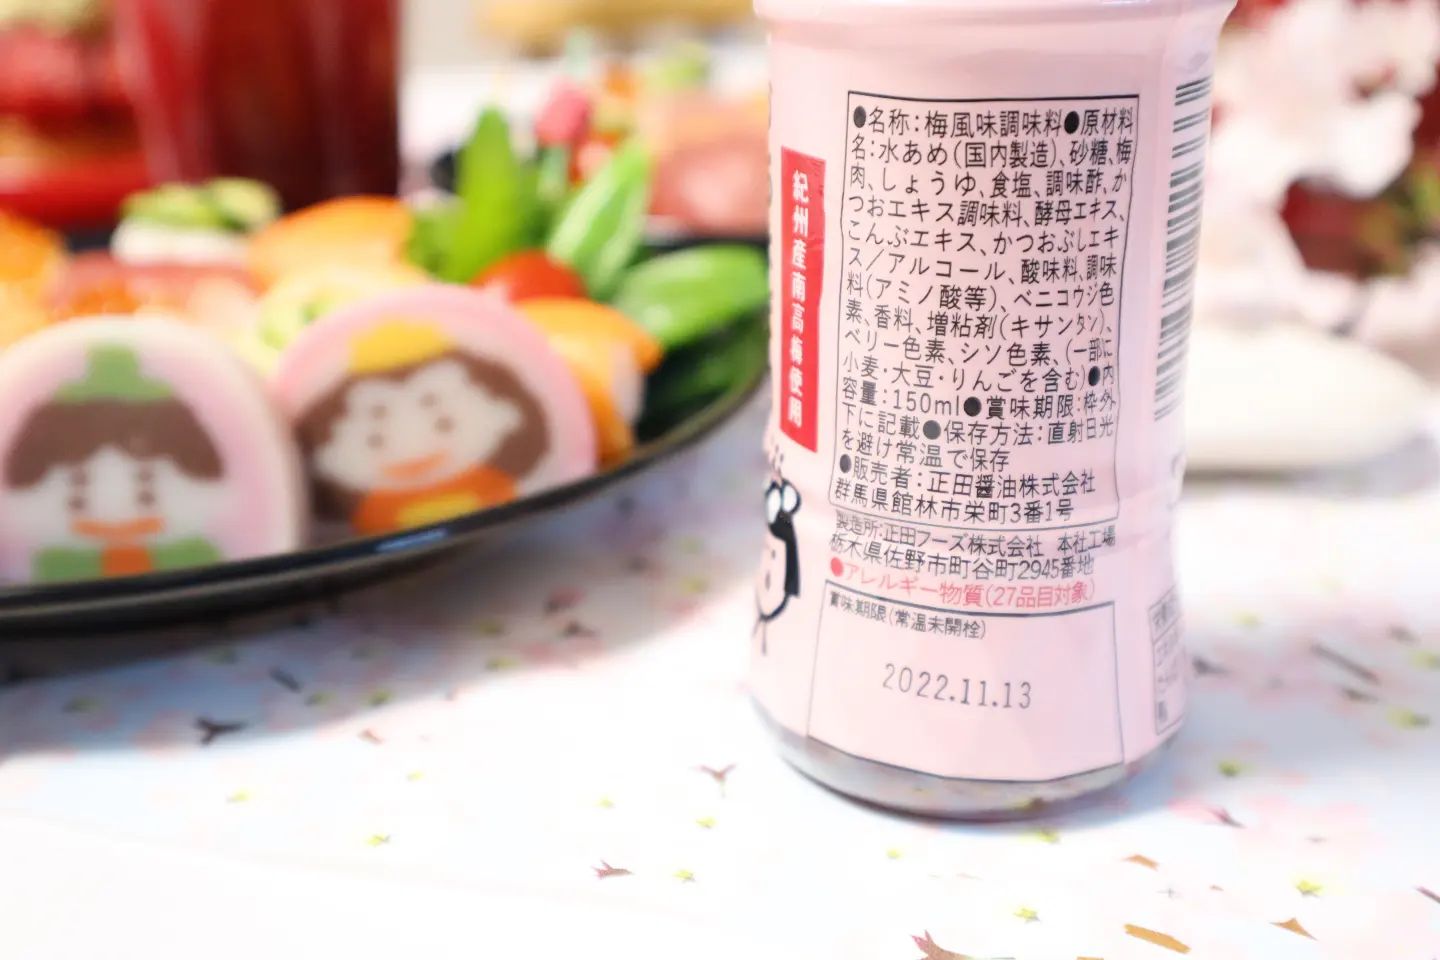 紀州産南高梅使用
●名称:梅風味調味料●原材料
名:水あめ(国内製造)、砂糖、梅
肉、しょうゆ、食塩、調味酢、か
つおエキス調味料、酵母エキス、
こんぶエキス、かつおぶしエキ
ス/アルコール、酸味料、調味
料(アミノ酸等)、ベニコウジ色
素、香料、増粘剤(キサンタン)、
ベリー色素、シソ色素、(一部に
小麦・大豆・りんごを含む)●内
容量:150ml●賞味期限:枠外
下に記載●保存方法:直射日光
を避け常温で保存
●販売者:正田醤油株式会社
群馬県館林市栄町3番1号
製造所:正田フーズ株式会社 本社工場
栃木県佐野市町谷町2945番地
●アレルギー物質(27品目対象)
賞味期限(常温未開栓)
2022.11.13